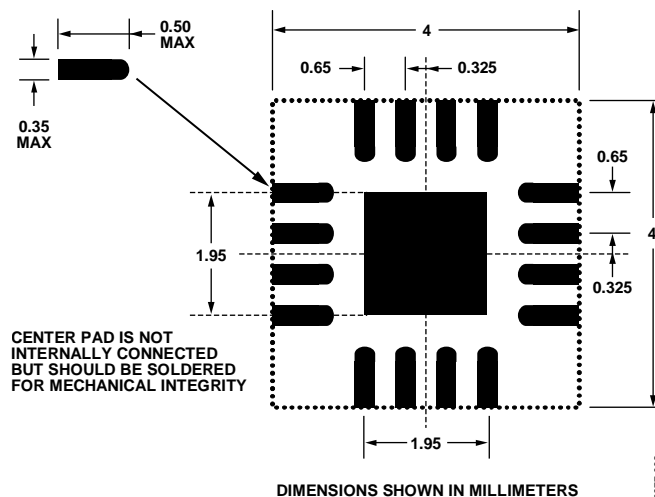 0.50
MAX
0.35
MAX
4
0.65
0.325
0.65
4
0.325
1.95
CENTER PAD IS NOT
INTERNALLY CONNECTED
BUT SHOULD BE SOLDERED
FOR MECHANICAL INTEGRITY
1.95
DIMENSIONS SHOWN IN MILLIMETERS